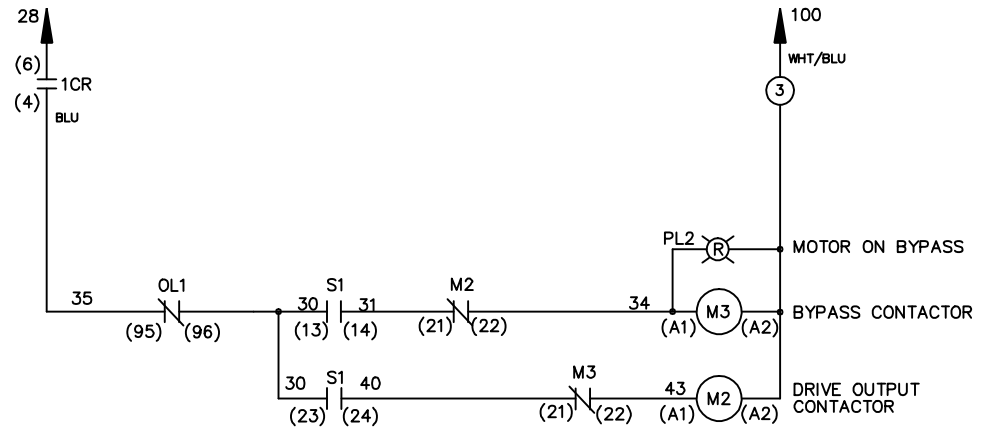 28
100
(6)
1CR
(4)
BLU
WHT/BLU
3
PL2
R
MOTOR ON BYPASS
35
OL1
(95)
(96)
30
S1
31
(13)
(14)
M2
(21)
(22)
34
M3
(A1)
(A2)
BYPASS CONTACTOR
30
S1
40
(23)
(24)
M3
(21)
(22)
43
M2
(A1)
(A2)
DRIVE OUTPUT
CONTACTOR